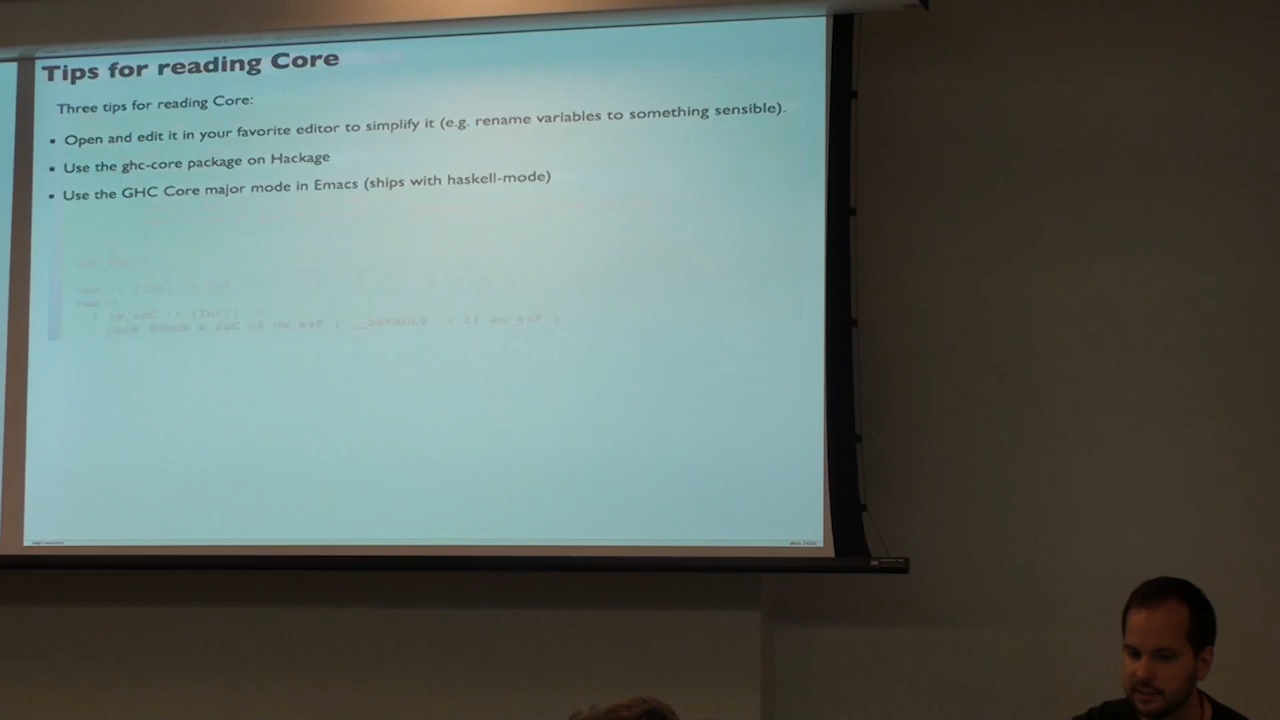 Tips for reading Core
Three tips for reading Core:
▪ Open and edit it in your favorite editor to simplify it (e.g. rename variables to something sensible).
▪ Use the ghc-core package on Hackage
▪ Use the GHC Core major mode in Emacs (ships with haskell-mode)